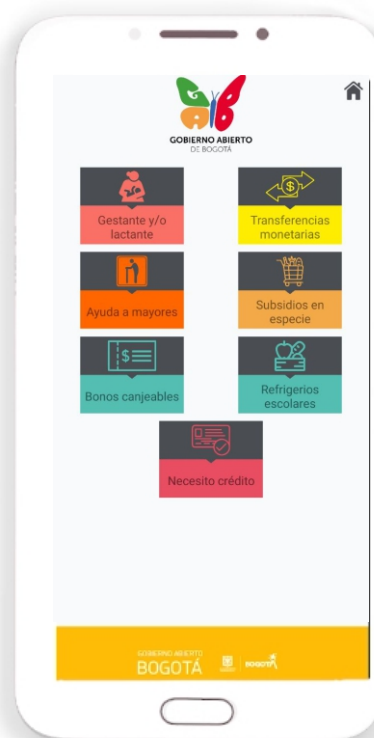 GOBIERNO ABIERTO
DE BOGOTÁ
Gestante y/o
lactante
Transferencias
monetarias
Ayuda a mayores
Subsidios en
especie
Bonos canjeables
Refrigerios
escolares
Necesito crédito
GOBIERNO ABIERTO
BOGOTÁ
BOGOTÁ